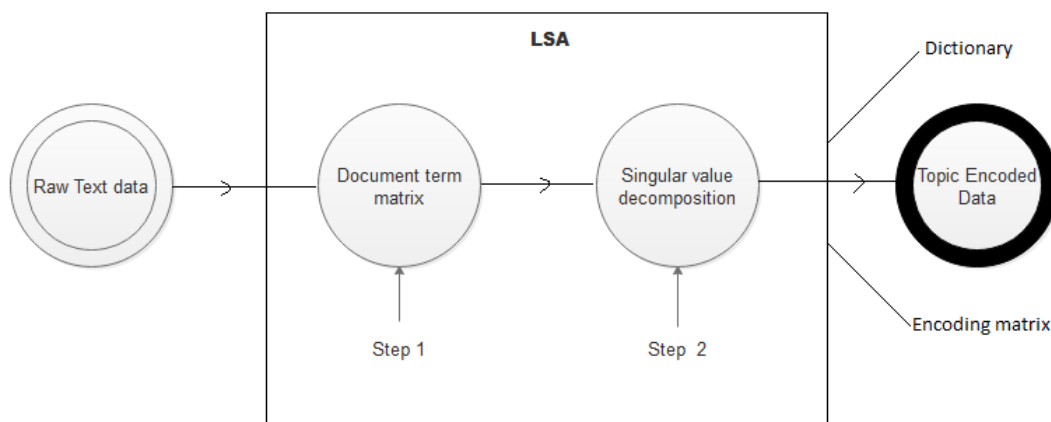 LSA
Dictionary
Raw Text data
Document term
matrix
Singular value
decomposition
Topic Encoded
Data
Encoding matrix
Step 1
Step 2